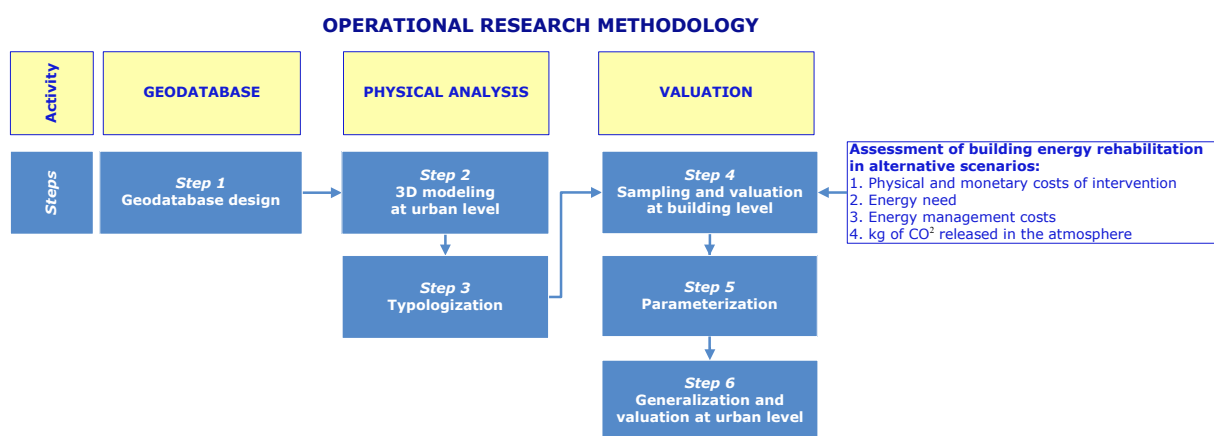 OPERATIONAL RESEARCH METHODOLOGY
Activity
GEODATABASE
PHYSICAL ANALYSIS
VALUATION
Steps
Step 1
Geodatabase design
Step 2
3D modeling
at urban level
Step 3
Typologization
Step 4
Sampling and valuation
at building level
Assessment of building energy rehabilitation
in alternative scenarios:
1. Physical and monetary costs of intervention
2. Energy need
3. Energy management costs
4. kg of CO² released in the atmosphere
Step 5
Parameterization
Step 6
Generalization and
valuation at urban level